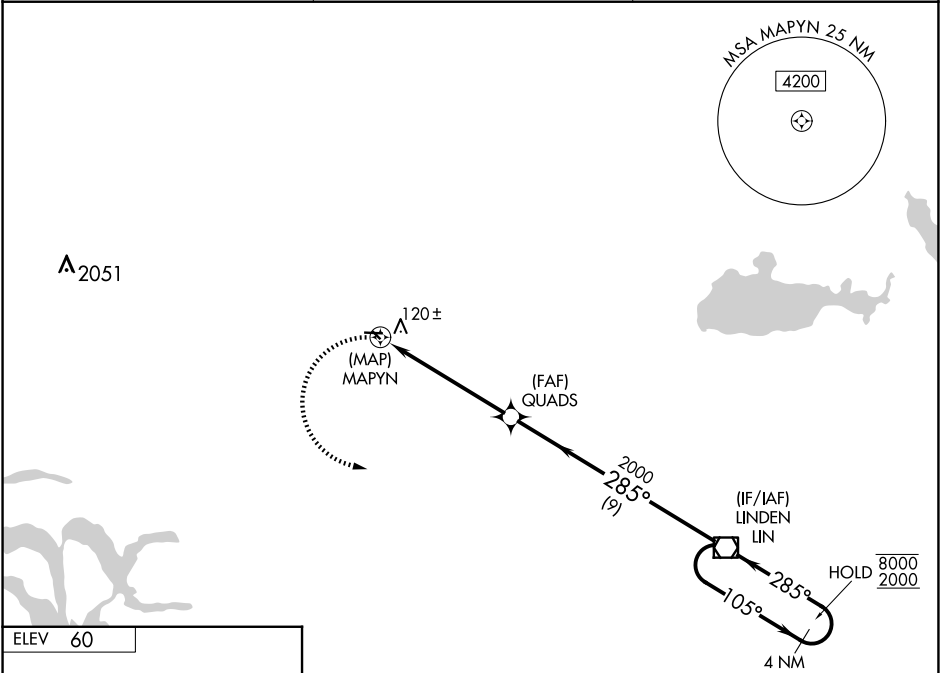 MSA MAPYN 25 NM
4200
2051
120 ±
(MAP)
MAPYN
(FAF)
QUADS
2000
285°
(9)
(IF/IAF)
LINDEN
LIN
HOLD
8000
2000
285°
105°
4 NM
ELEV 60